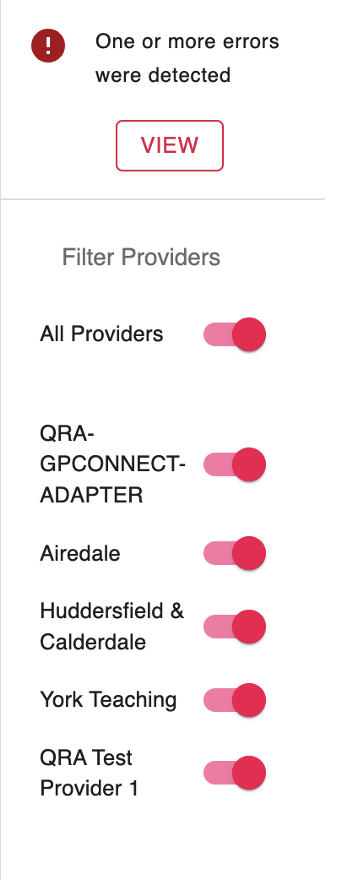 One or more errors
were detected
VIEW
Filter Providers
All Providers
QRA-
GPCONNECT-
ADAPTER
Airedale
Huddersfield &
Calderdale
York Teaching
QRA Test
Provider 1